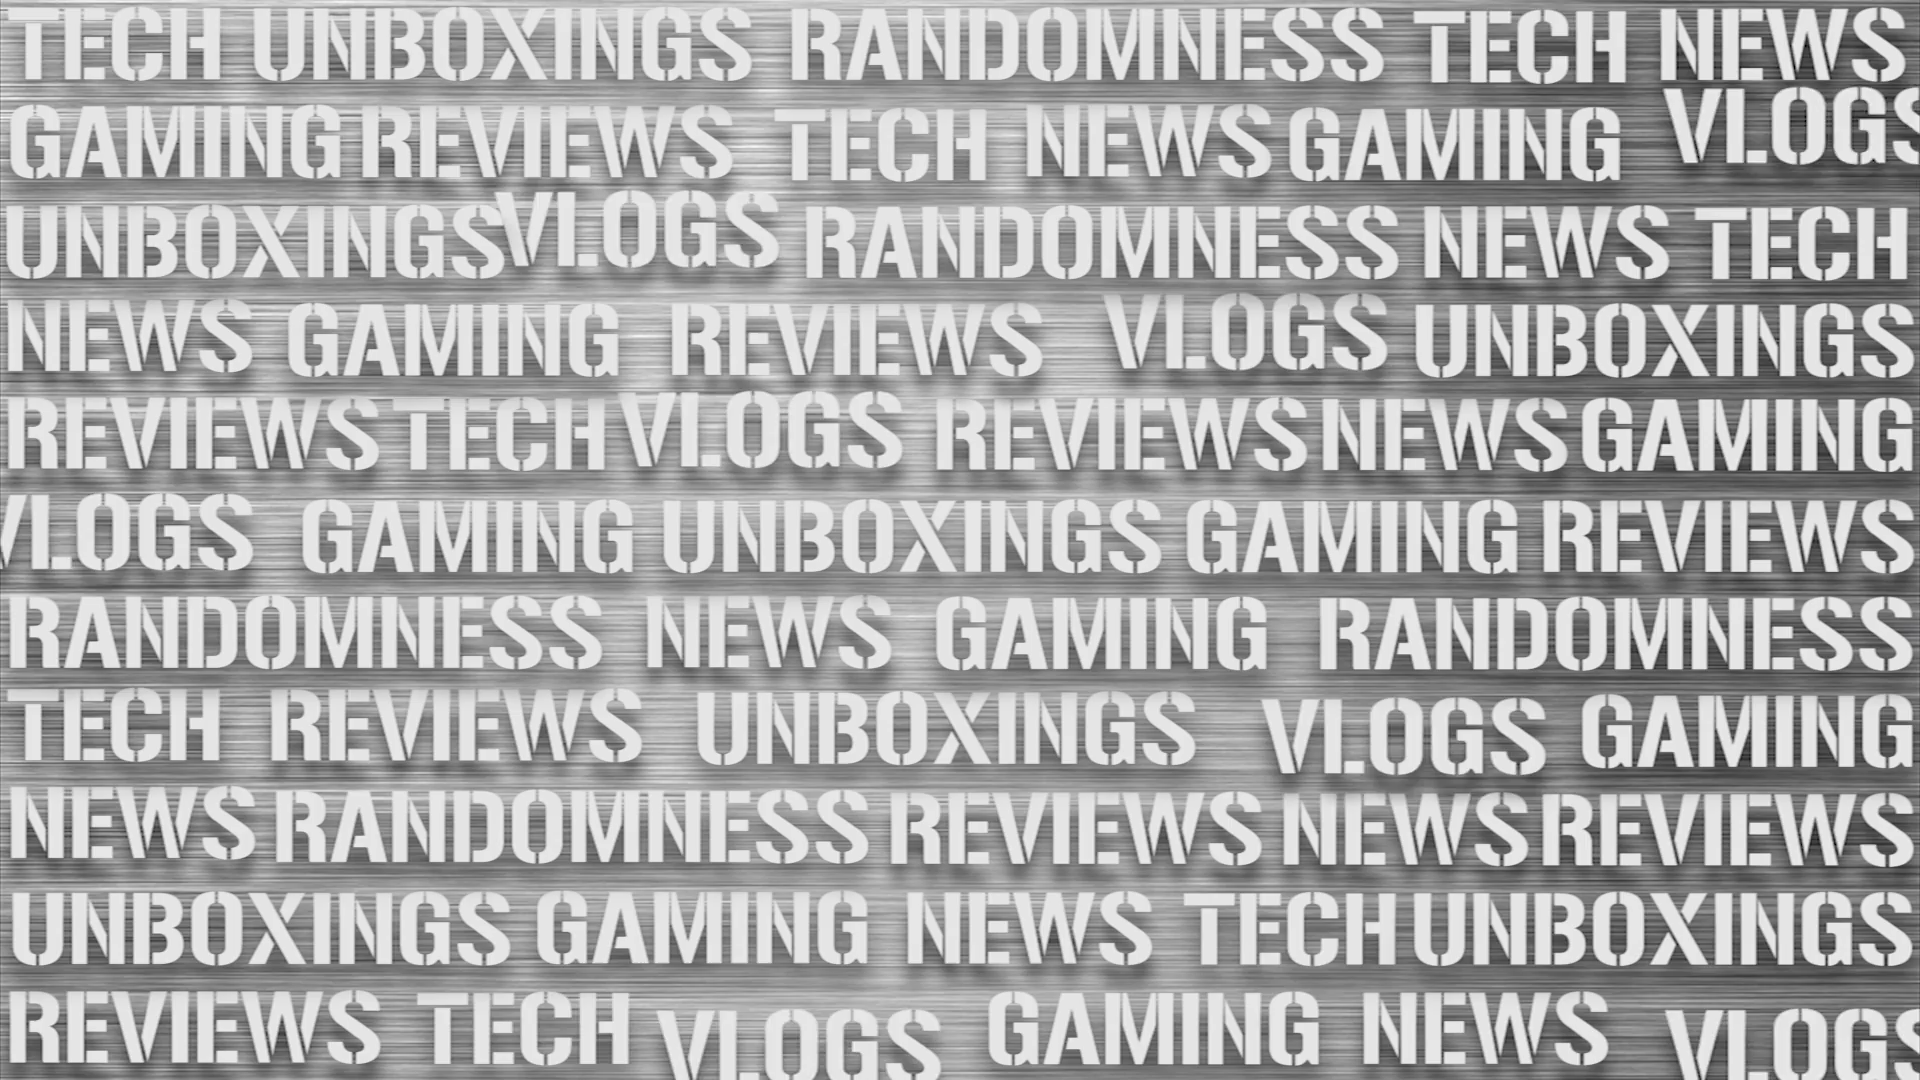 TECH UNBOXINGS RANDOMNESS TECH NEWS
GAMING REVIEWS TECH NEWS GAMING VLOGS
UNBOXINGS VLOGS RANDOMNESS NEWS TECH
NEWS GAMING REVIEWS VLOGS UNBOXINGS
REVIEWS TECH VLOGS REVIEWS NEWS GAMING
VLOGS GAMING UNBOXINGS GAMING REVIEWS
RANDOMNESS NEWS GAMING RANDOMNESS
TECH REVIEWS UNBOXINGS VLOGS GAMING
NEWS RANDOMNESS REVIEWS NEWS REVIEWS
UNBOXINGS GAMING NEWS TECH UNBOXINGS
REVIEWS TECH VLOGS GAMING NEWS VLOGS